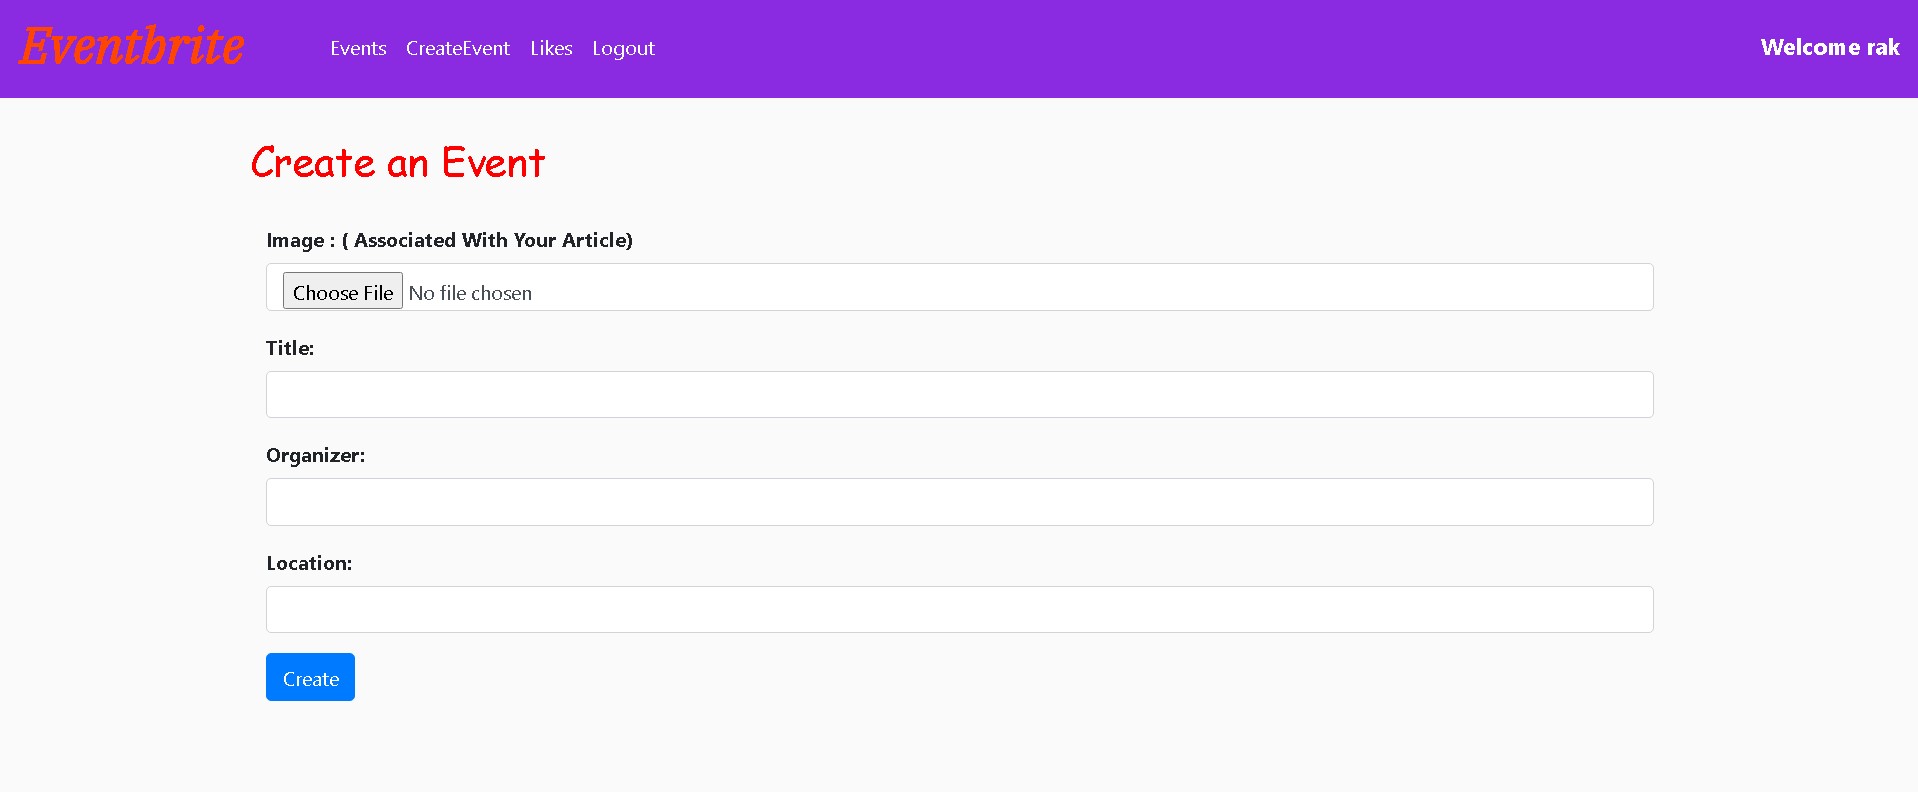 Eventbrite Events CreateEvent Likes Logout Welcome rak
Create an Event
Image : ( Associated With Your Article)
Choose File No file chosen
Title:
Organizer:
Location:
Create